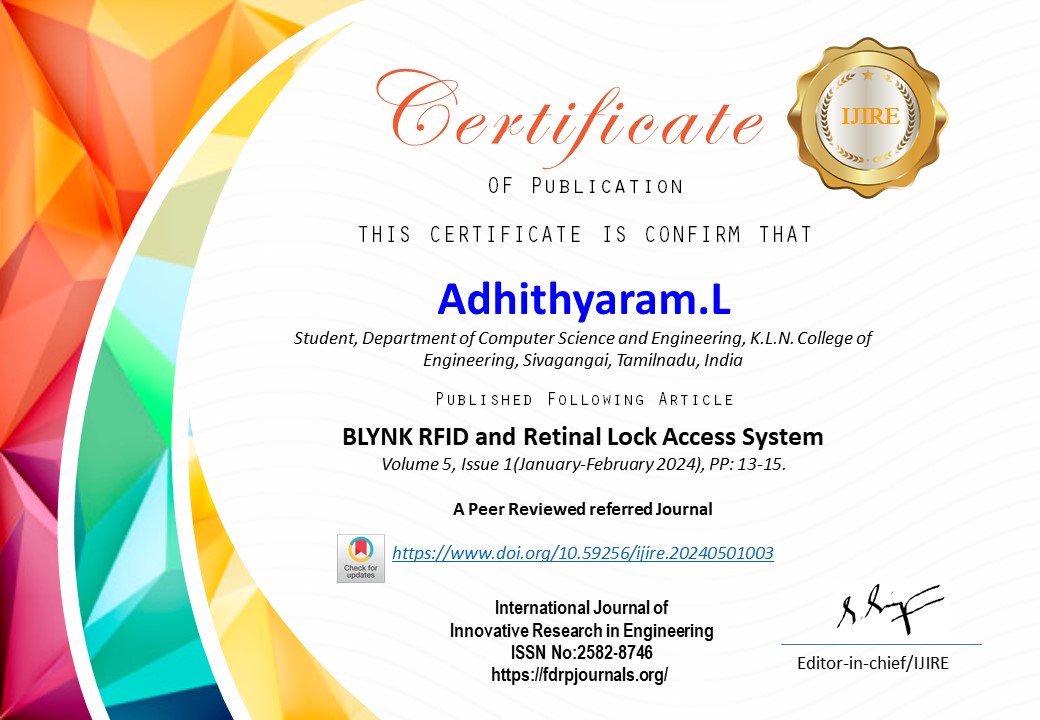 Certificate
IJIRE
OF PUBLICATION
THIS CERTIFICATE IS CONFIRM THAT
Adhithyaram.L
Student, Department of Computer Science and Engineering, K.L.N. College of
Engineering, Sivagangai, Tamilnadu, India
PUBLISHED FOLLOWING ARTICLE
BLYNK RFID and Retinal Lock Access System
Volume 5, Issue 1(January-February 2024), PP: 13-15.
A Peer Reviewed referred Journal
Check for
updates
https://www.doi.org/10.59256/ijire.20240501003
International Journal of
Innovative Research in Engineering
ISSN No:2582-8746
https://fdrpjournals.org/
Editor-in-chief/IJIRE